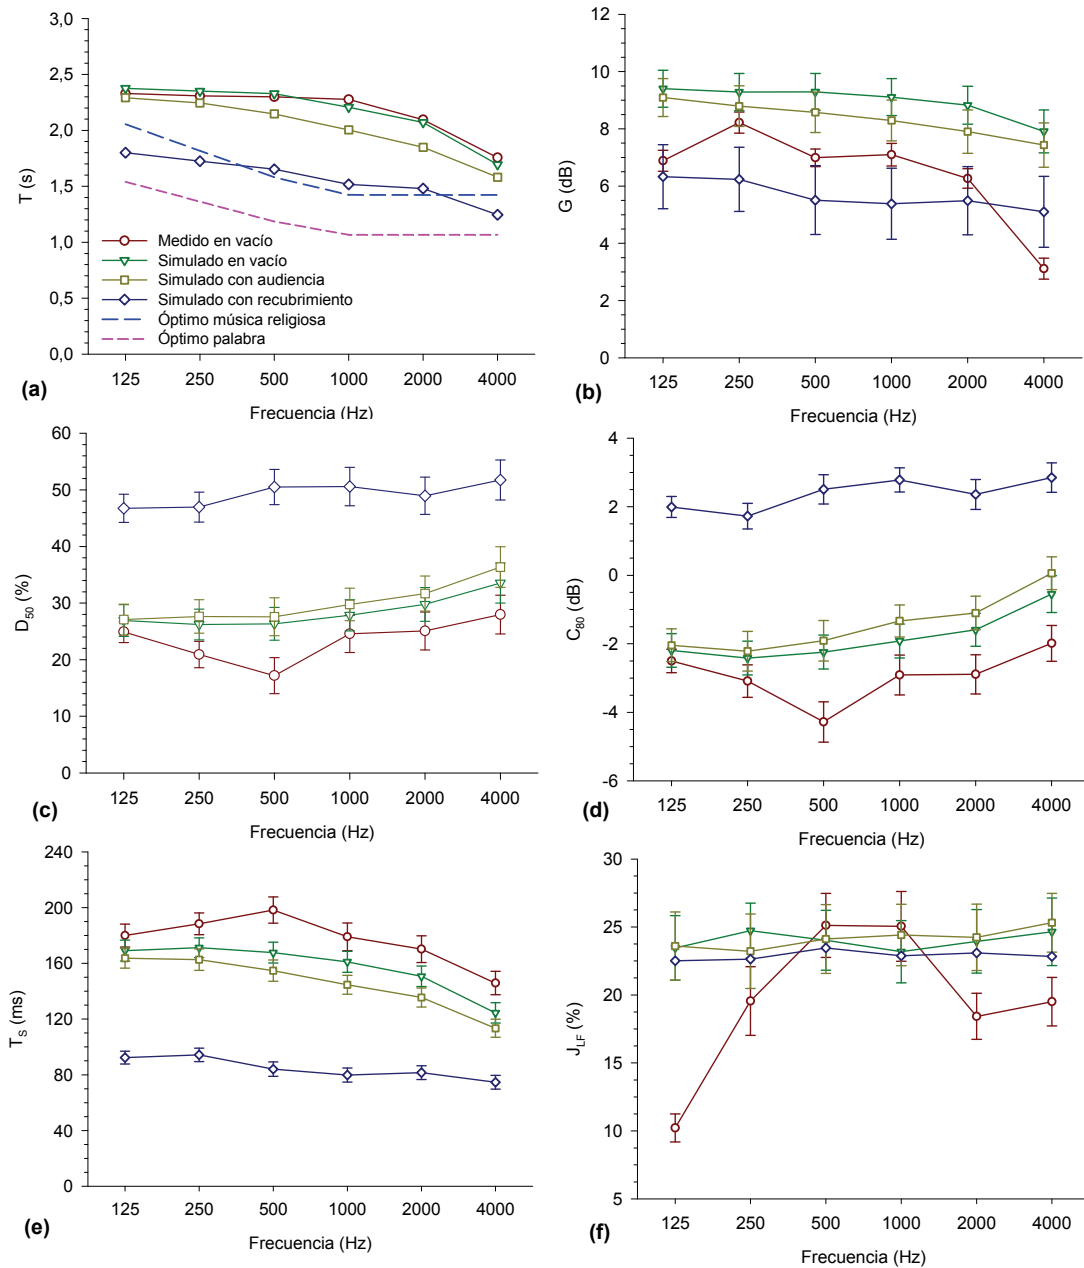 3,0
2,5
2,0
1,5
1,0
0,5
0,0
T (s)
Medido en vacío
Simulado en vacío
Simulado con audiencia
Simulado con recubrimiento
Óptimo música religiosa
Óptimo palabra
125 250 500 1000 2000 4000
(a)
Frecuencia (Hz)
12
10
8
6
4
2
0
G (dB)
125 250 500 1000 2000 4000
(b)
Frecuencia (Hz)
60
50
40
30
20
10
0
D50 (%)
125 250 500 1000 2000 4000
(c)
Frecuencia (Hz)
4
2
0
-2
-4
-6
C80 (dB)
125 250 500 1000 2000 4000
(d)
Frecuencia (Hz)
240
200
160
120
80
40
0
TS (ms)
125 250 500 1000 2000 4000
(e)
Frecuencia (Hz)
30
25
20
15
10
5
JLF (%)
125 250 500 1000 2000 4000
(f)
Frecuencia (Hz)